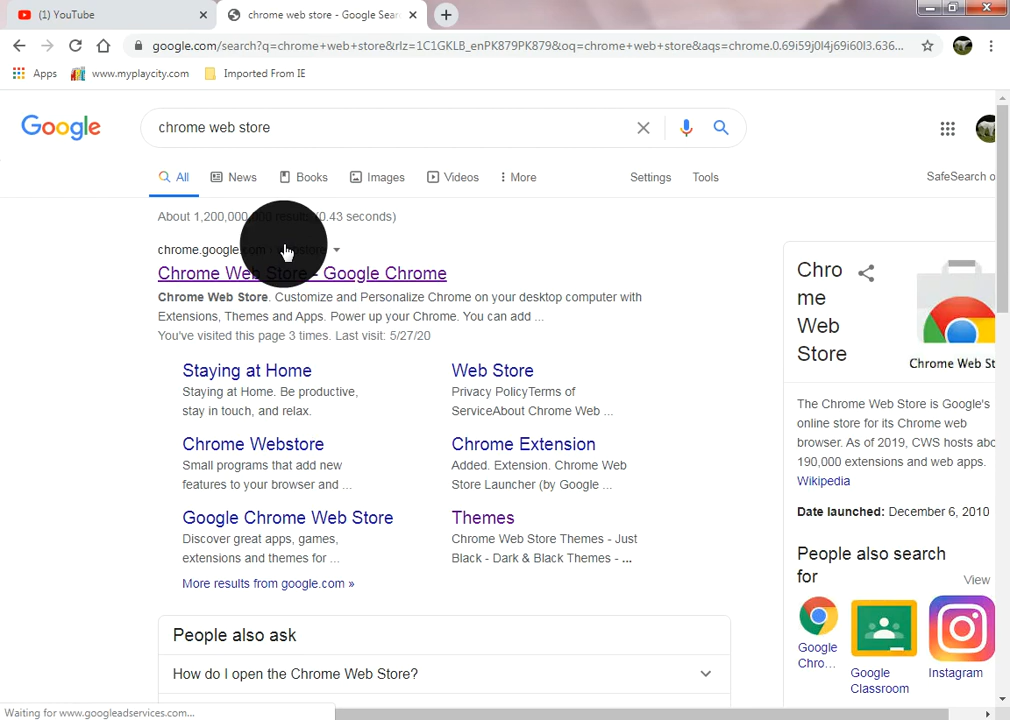 (1) YouTube
chrome web store - Google Sear
google.com/search?q=chrome+web+store&rlz=1C1GKLB_enPK879PK879&oq=chrome+web+store&aqs=chrome.0.69i59j0l4j69i60l3.636...
Apps
www.myplaycity.com
Imported From IE
Google
chrome web store
All
News
Books
Images
Videos
More
Settings
Tools
SafeSearch o
About 1,200,000,000 results (0.43 seconds)
chrome.google.com › webstore
Chrome Web Store - Google Chrome
Chrome Web Store. Customize and Personalize Chrome on your desktop computer with
Extensions, Themes and Apps. Power up your Chrome. You can add ...
You've visited this page 3 times. Last visit: 5/27/20
Staying at Home
Staying at Home. Be productive,
stay in touch, and relax.
Web Store
Privacy PolicyTerms of
ServiceAbout Chrome Web ...
Chrome Webstore
Small programs that add new
features to your browser and ...
Chrome Extension
Added. Extension. Chrome Web
Store Launcher (by Google ...
Google Chrome Web Store
Discover great apps, games,
extensions and themes for ...
Themes
Chrome Web Store Themes - Just
Black - Dark & Black Themes - ...
More results from google.com »
People also ask
How do I open the Chrome Web Store?
Chro
me
Web
Store
Chrome Web St
The Chrome Web Store is Google's
online store for its Chrome web
browser. As of 2019, CWS hosts abo
190,000 extensions and web apps.
Wikipedia
Date launched: December 6, 2010
People also search
for
View
Google
Chro...
Google
Classroom
Instagram
Waiting for www.googleadservices.com...